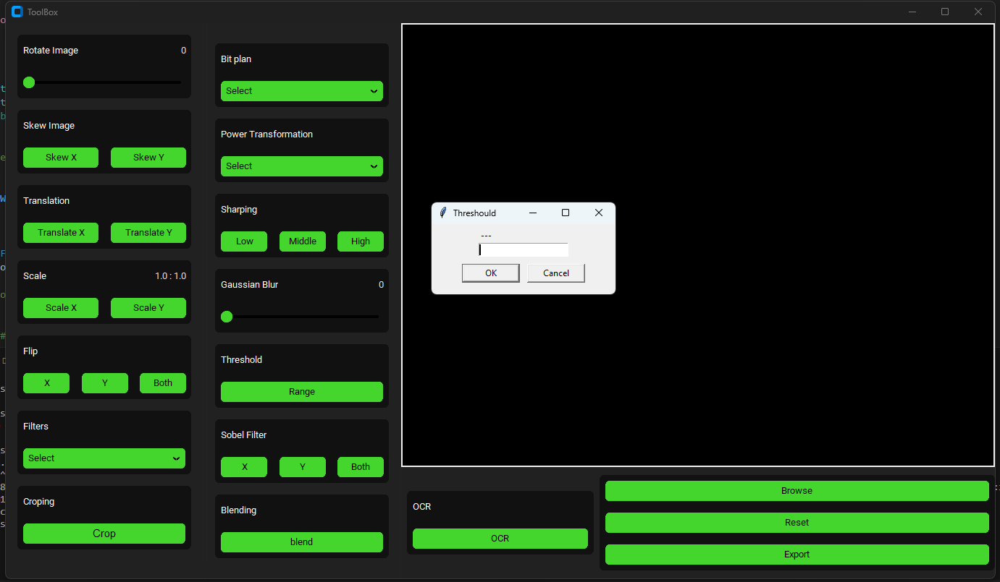 ToolBox
Rotate Image 0
Skew Image
Skew X Skew Y
Translation
Translate X Translate Y
Scale 1.0 : 1.0
Scale X Scale Y
Flip
X Y Both
Filters
Select
Croping
Crop
Bit plan
Select
Power Transformation
Select
Sharping
Low Middle High
Gaussian Blur 0
Threshold
Range
Sobel Filter
X Y Both
Blending
blend
Threshould
---
OK Cancel
OCR
OCR
Browse
Reset
Export